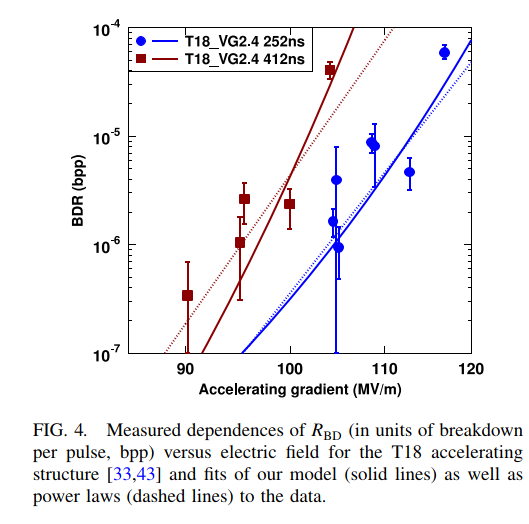 10⁻⁴
T18_VG2.4 252ns
T18_VG2.4 412ns
10⁻⁵
BDR (bpp)
10⁻⁶
10⁻⁷
90 100 110 120
Accelerating gradient (MV/m)
FIG. 4. Measured dependences of R_BD (in units of breakdown
per pulse, bpp) versus electric field for the T18 accelerating
structure [33,43] and fits of our model (solid lines) as well as
power laws (dashed lines) to the data.